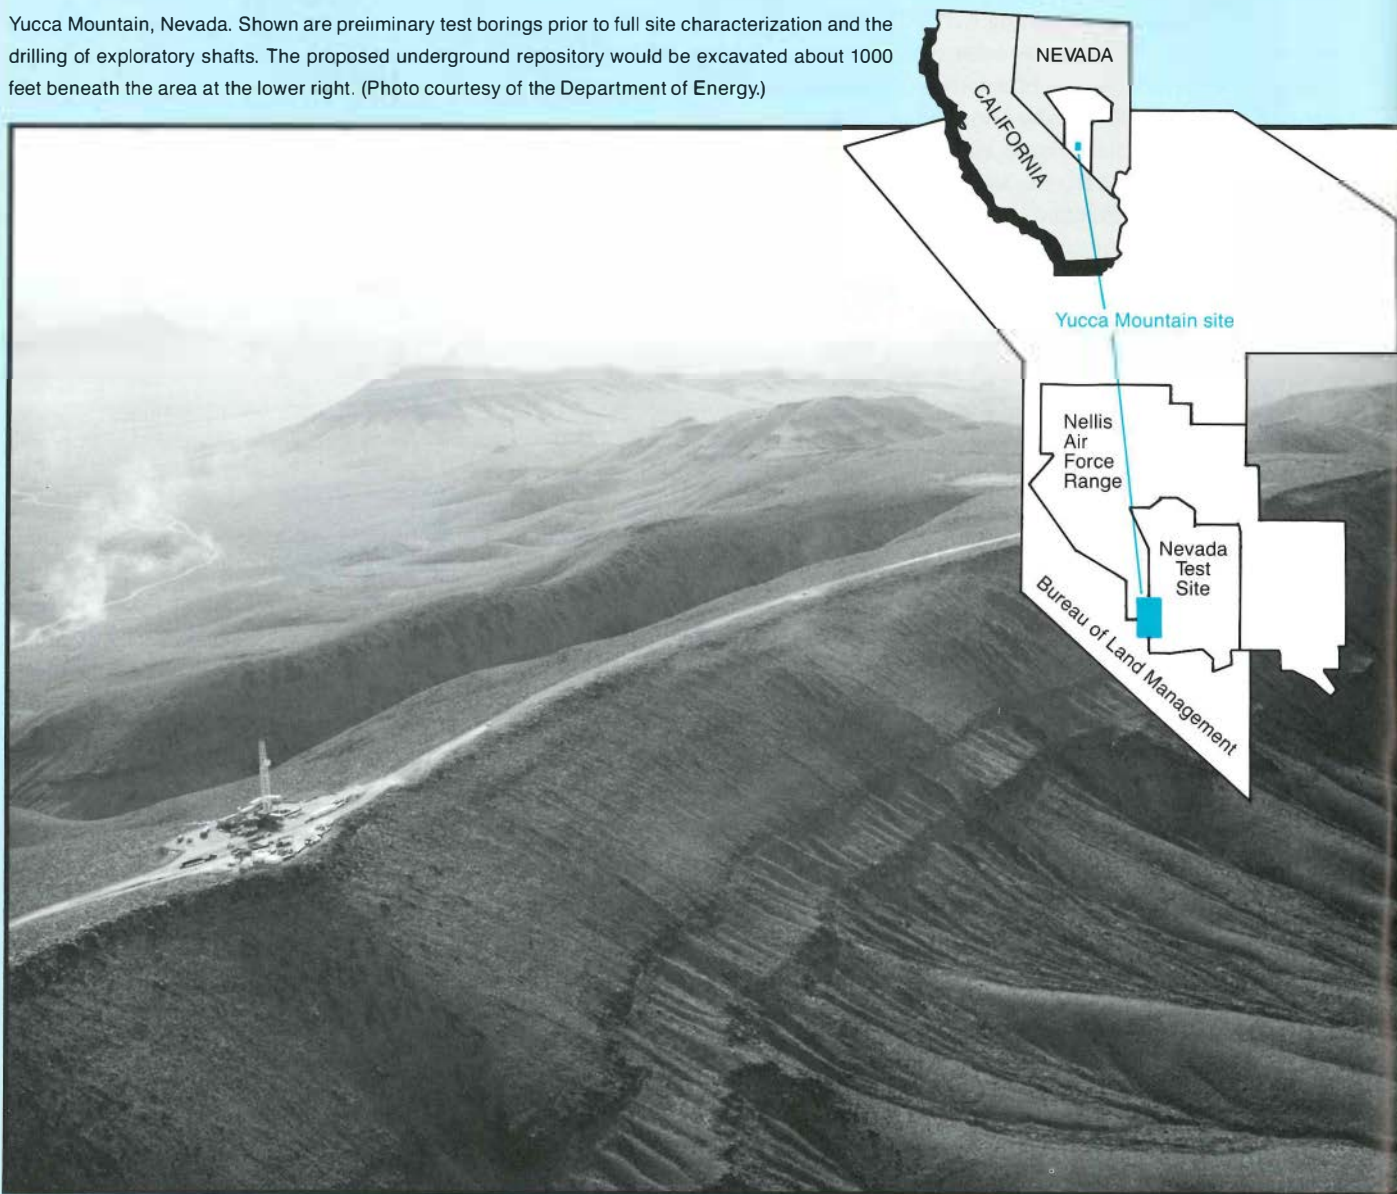 Yucca Mountain, Nevada. Shown are preliminary test borings prior to full site characterization and the
drilling of exploratory shafts. The proposed underground repository would be excavated about 1000
feet beneath the area at the lower right. (Photo courtesy of the Department of Energy.)
NEVADA
CALIFORNIA
Yucca Mountain site
Nellis
Air
Force
Range
Nevada
Test
Site
Bureau of Land Management